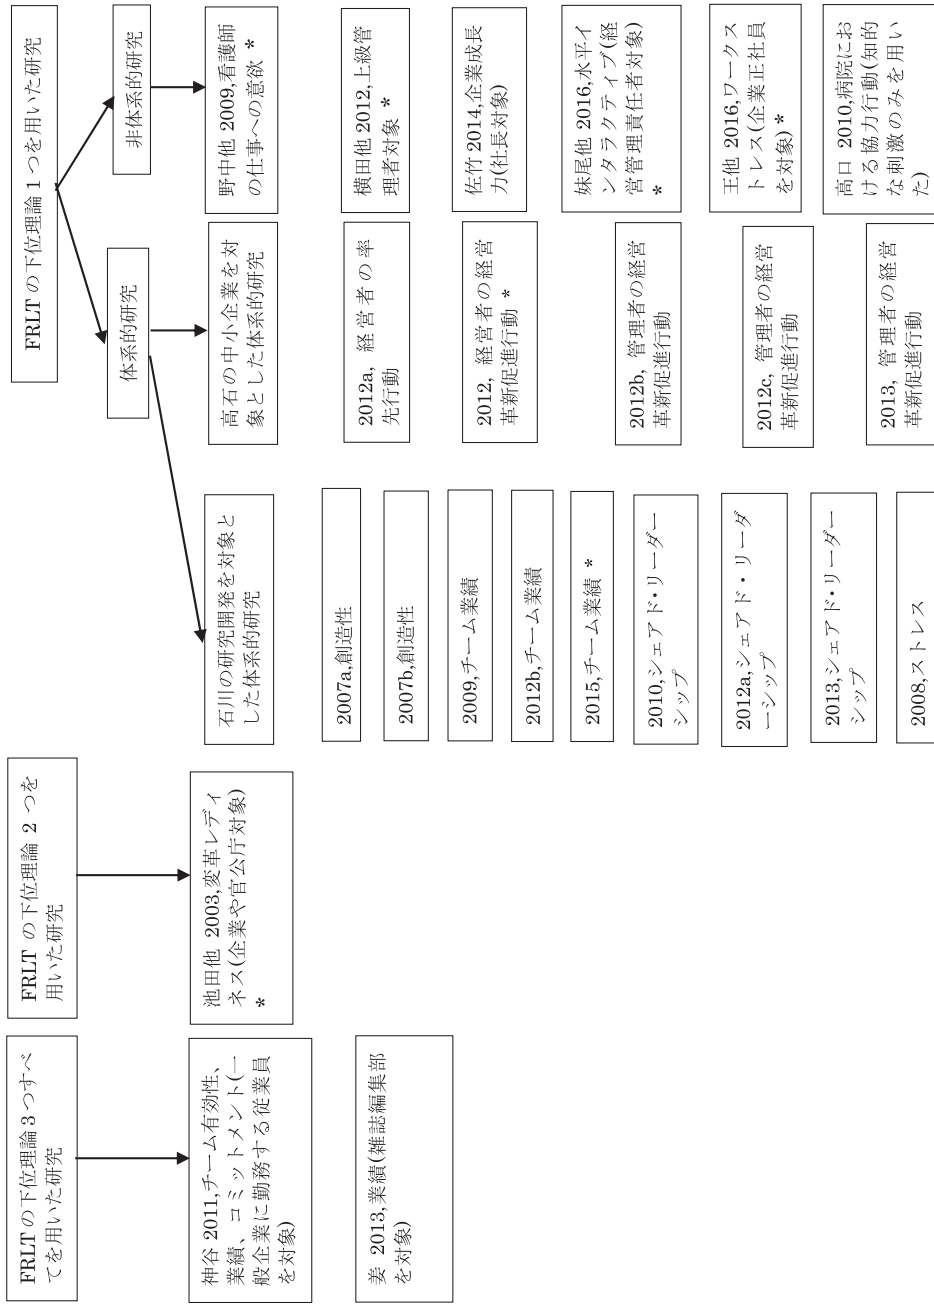 FRLTの下位理論3つすべ
てを用いた研究
神谷 2011,チーム有効性、
業績、コミットメント(一
般企業に勤務する従業員
を対象)
姜 2013,業績(雑誌編集部
を対象)
FRLT の下位理論 2 つを
用いた研究
池田他 2003,変革レディ
ネス(企業や官公庁対象)
*
FRLT の下位理論 1 つを用いた研究
体系的研究
非体系的研究
石川の研究開発を対象と
した体系的研究
2007a,創造性
2007b,創造性
2009,チーム業績
2012b,チーム業績
2015,チーム業績 *
2010,シェアド・リーダー
シップ
2012a,シェアド・リーダ
ーシップ
2013,シェアド・リーダー
シップ
2008,ストレス
高石の中小企業を対
象とした体系的研究
2012a, 経営者の率
先行動
2012, 経営者の経営
革新促進行動 *
2012b, 管理者の経営
革新促進行動
2012c, 管理者の経営
革新促進行動
2013, 管理者の経営
革新促進行動
野中他 2009,看護師
の仕事への意欲 *
横田他 2012,上級管
理者対象 *
佐竹 2014,企業成長
力(社長対象)
妹尾他 2016,水平イ
ンタラクティブ(経
営管理責任者対象)
*
王他 2016,ワークス
トレス(企業正社員
を対象) *
高口 2010,病院にお
ける協力行動(知的
な刺激のみを用い
た)